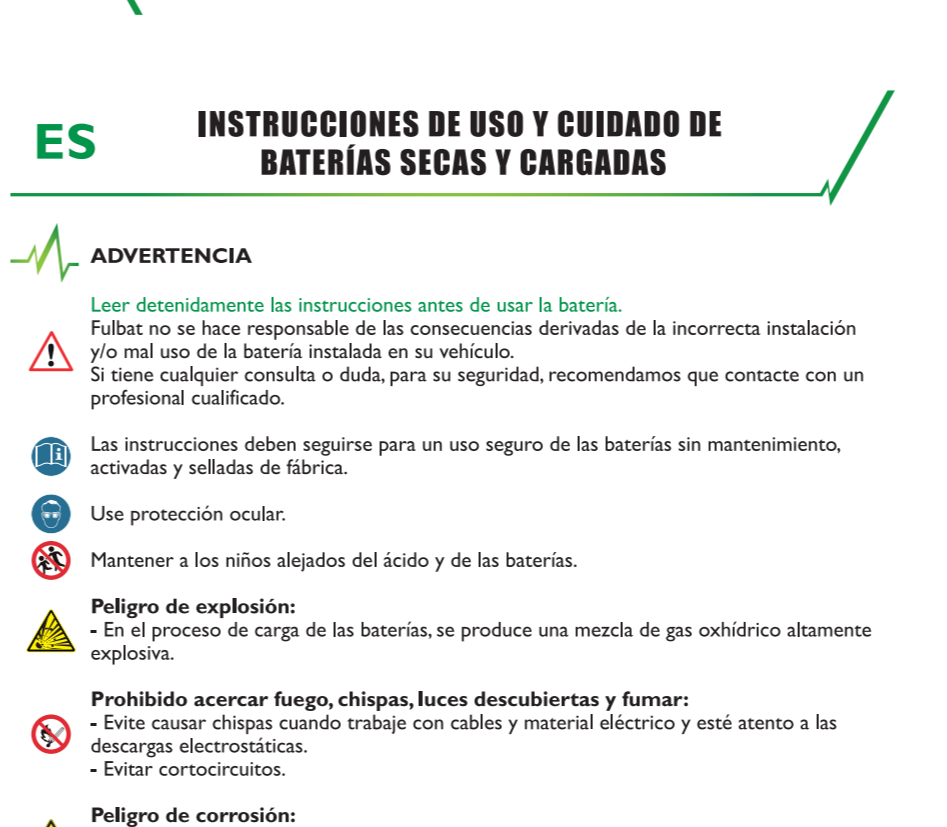 ES
INSTRUCCIONES DE USO Y CUIDADO DE
BATERÍAS SECAS Y CARGADAS
ADVERTENCIA
Leer detenidamente las instrucciones antes de usar la batería.
Fulbat no se hace responsable de las consecuencias derivadas de la incorrecta instalación
y/o mal uso de la batería instalada en su vehículo.
Si tiene cualquier consulta o duda, para su seguridad, recomendamos que contacte con un
profesional cualificado.
Las instrucciones deben seguirse para un uso seguro de las baterías sin mantenimiento,
activadas y selladas de fábrica.
Use protección ocular.
Mantener a los niños alejados del ácido y de las baterías.
Peligro de explosión:
- En el proceso de carga de las baterías, se produce una mezcla de gas oxhídrico altamente
explosiva.
Prohibido acercar fuego, chispas, luces descubiertas y fumar:
- Evite causar chispas cuando trabaje con cables y material eléctrico y esté atento a las
descargas electrostáticas.
- Evitar cortocircuitos.
Peligro de corrosión: